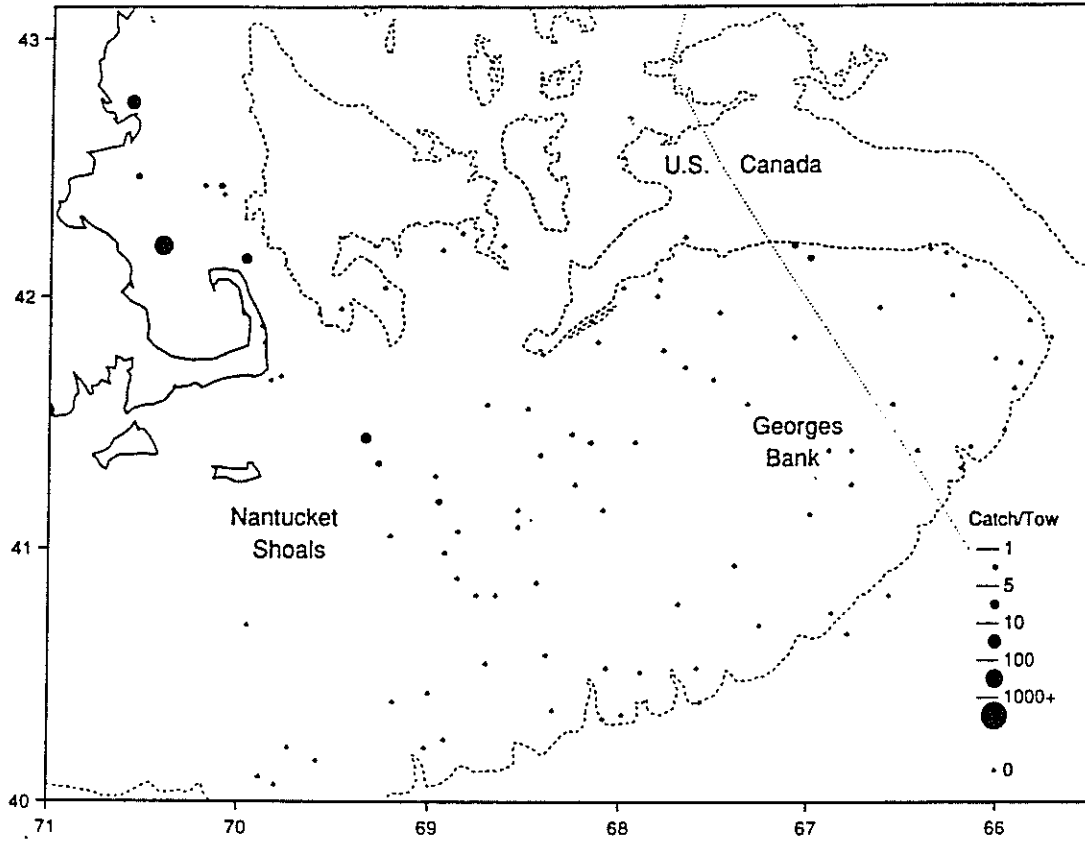 43
U.S. Canada
42
Georges
Bank
Nantucket
Shoals
41
Catch/Tow
1
5
10
100
1000+
0
40
71 70 69 68 67 66